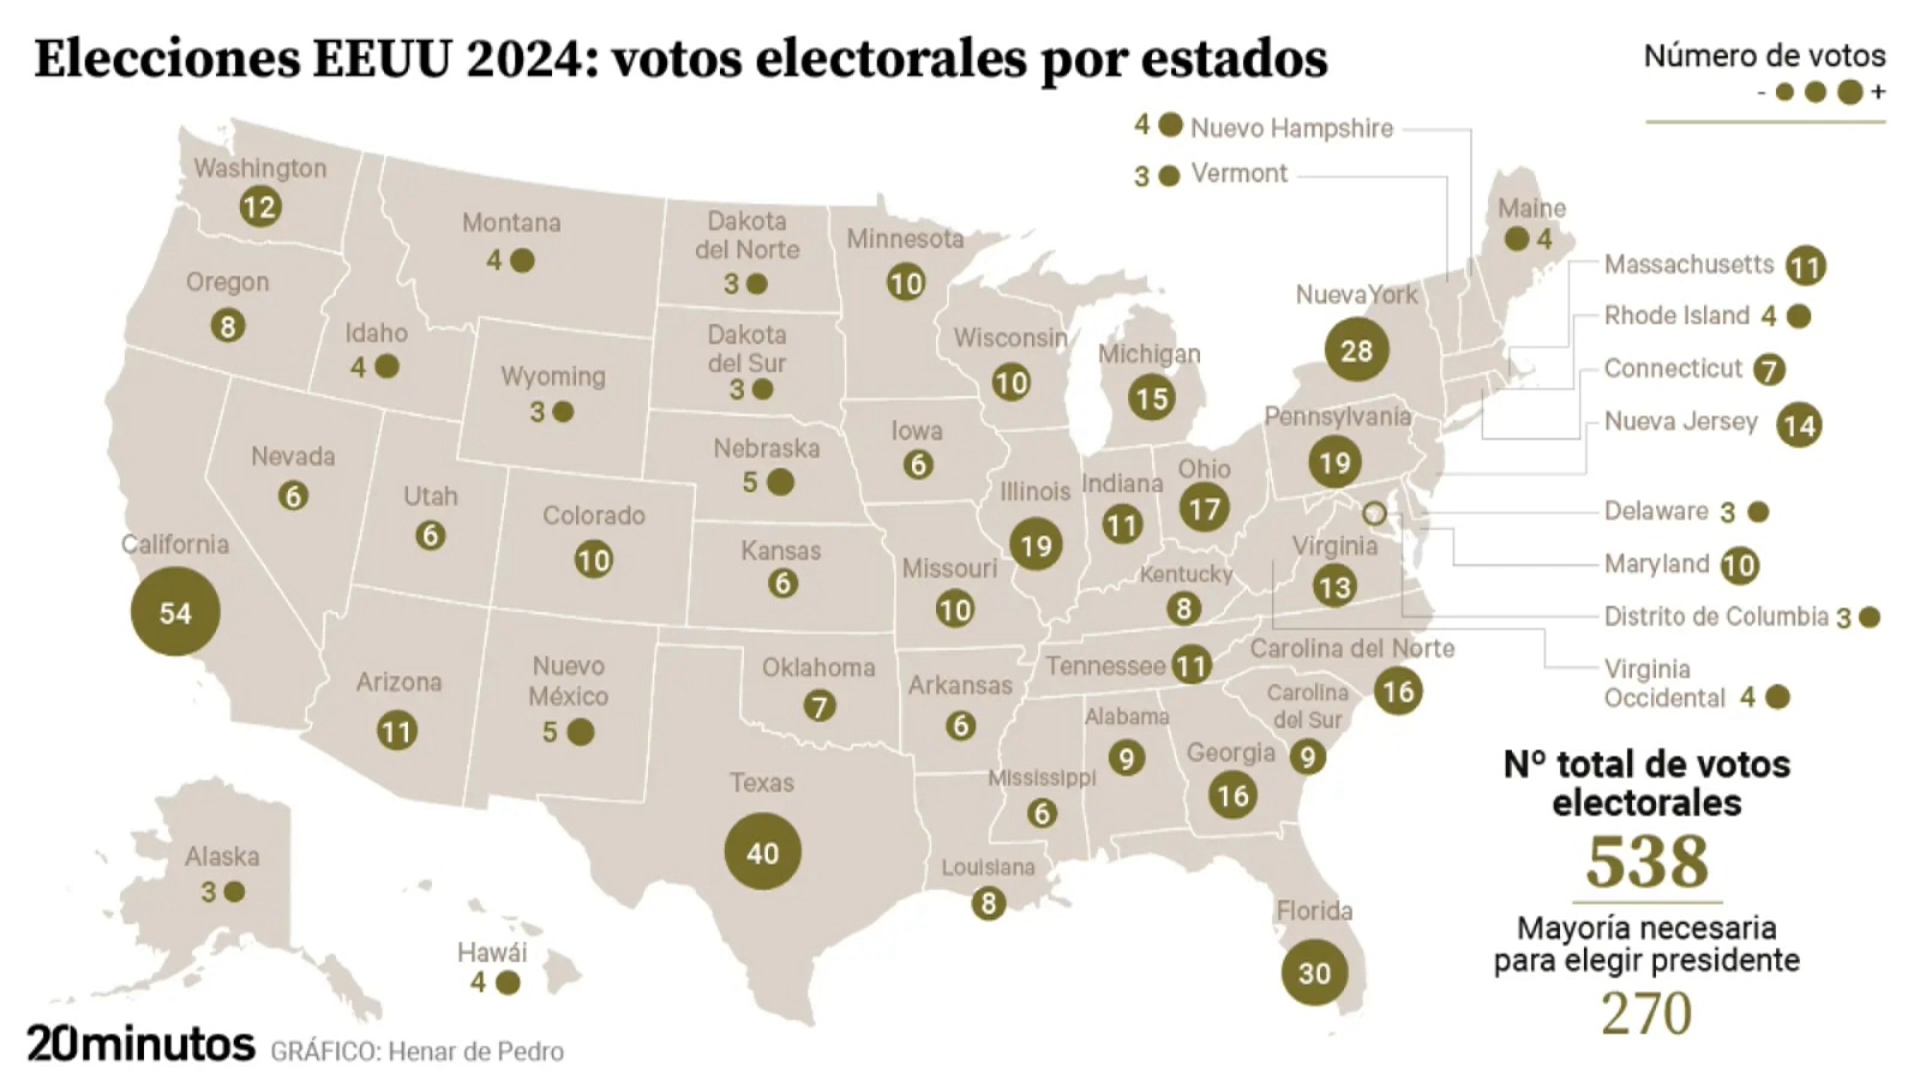 Elecciones EEUU 2024: votos electorales por estados
Número de votos
- +
4 Nuevo Hampshire
3 Vermont
Washington
12
Montana
4
Dakota
del Norte
3
Minnesota
10
Maine
4
Massachusetts 11
Oregon
8
Idaho
4
Wyoming
3
Dakota
del Sur
3
Wisconsin
10
Michigan
15
Nueva York
28
Rhode Island 4
Connecticut 7
Nueva Jersey 14
Nevada
6
Utah
6
Colorado
10
Nebraska
5
Iowa
6
Illinois
19
Indiana
11
Ohio
17
Pennsylvania
19
Delaware 3
Maryland 10
Distrito de Columbia 3
Virginia
Occidental 4
California
54
Kansas
6
Missouri
10
Kentucky
8
Virginia
13
Arizona
11
Nuevo
México
5
Oklahoma
7
Arkansas
6
Tennessee 11
Carolina del Norte
16
Carolina
del Sur
9
Texas
40
Mississippi
6
Alabama
9
Georgia
16
Louisiana
8
Florida
30
Alaska
3
Hawái
4
Nº total de votos
electorales
538
Mayoría necesaria
para elegir presidente
270
20minutos GRÁFICO: Henar de Pedro